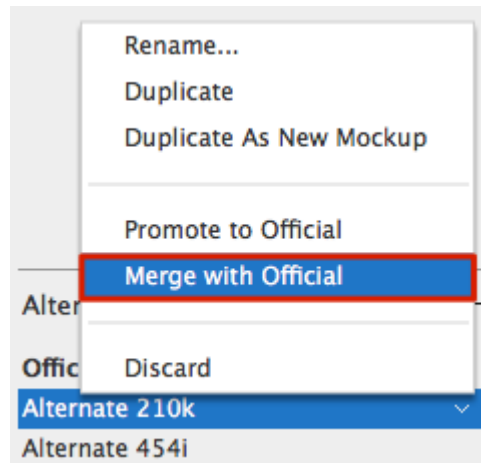 Rename...
Duplicate
Duplicate As New Mockup
Promote to Official
Merge with Official
Alter
Discard
Offic
Alternate 210k
Alternate 454i